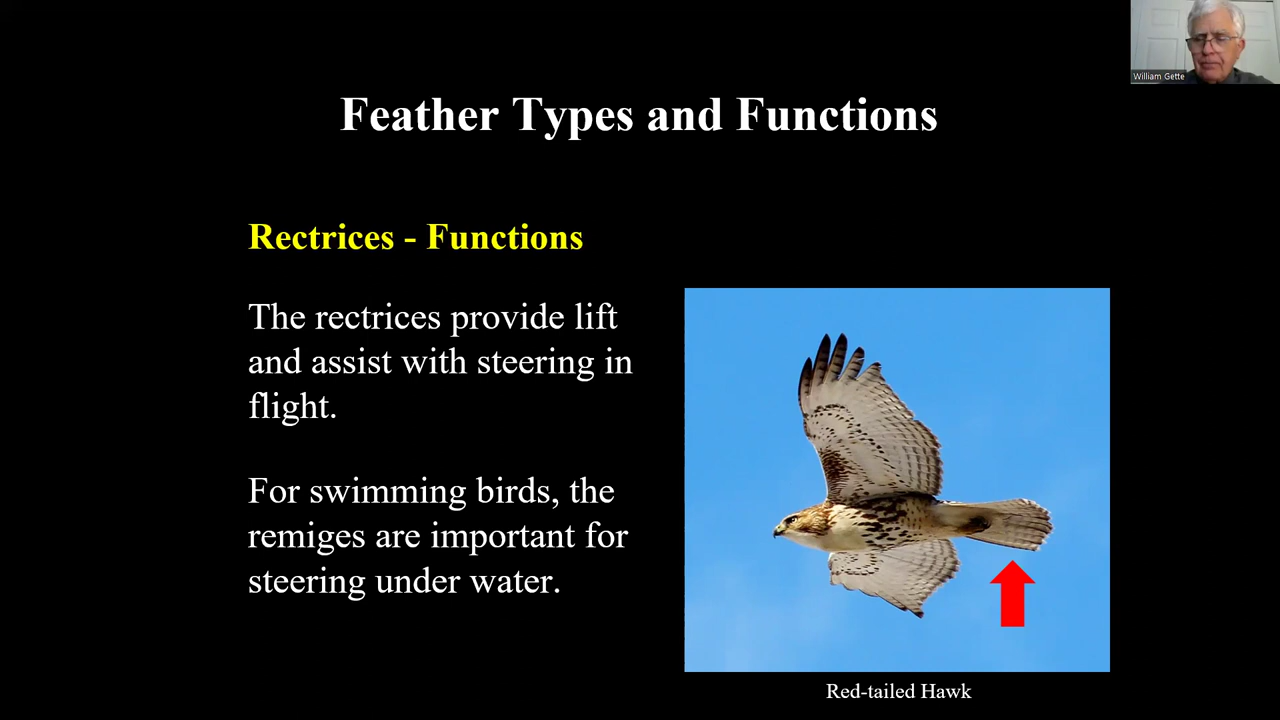 William Gette
Feather Types and Functions
Rectrices - Functions
The rectrices provide lift
and assist with steering in
flight.
For swimming birds, the
remiges are important for
steering under water.
Red-tailed Hawk